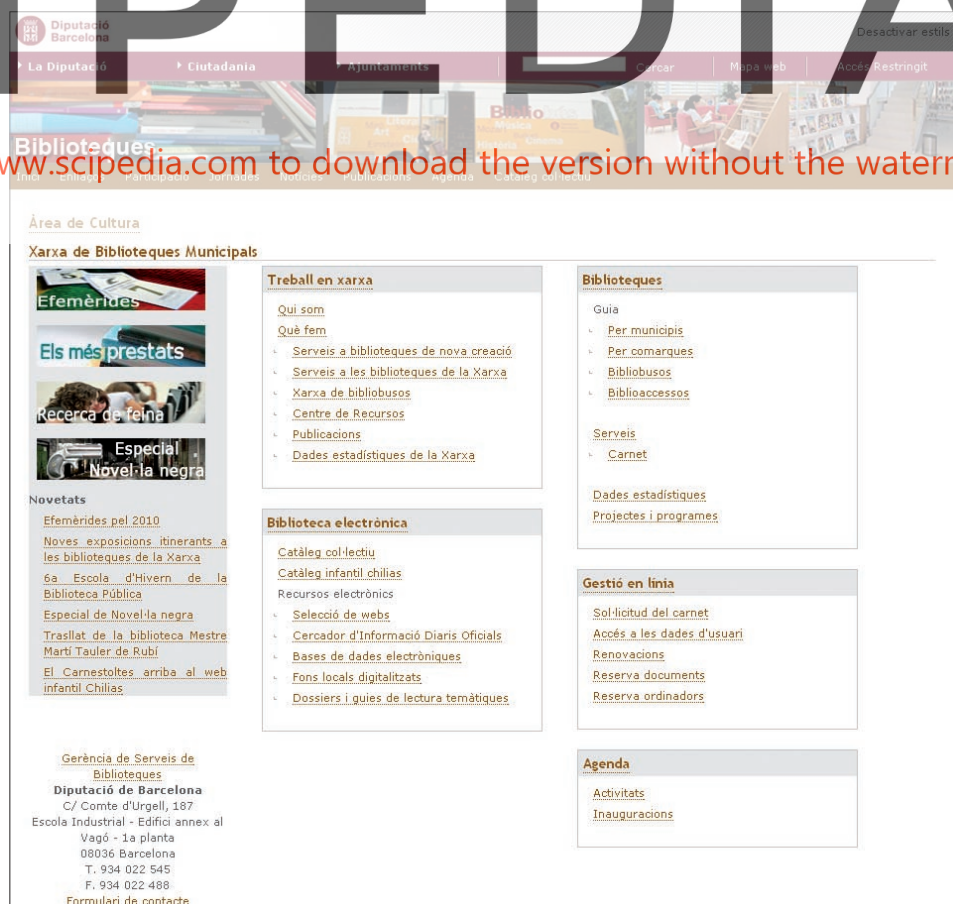 IPEDIA
Diputació
Barcelona
Desactivar estils
La Diputació
Ciutadania
Ajuntaments
Cercar
Mapa web
Accés Restringit
Biblio
Música
Art
Història
Cinema
Biblioteques
www.scipedia.com to download the version without the waterm
Inici Enllaços Participació Jornades Notícies Publicacions Agenda Catàleg col·lectiu
Àrea de Cultura
Xarxa de Biblioteques Municipals
Efemèrides
Els més prestats
Recerca de feina
Especial
Novel·la negra
Novetats
Efemèrides pel 2010
Noves exposicions itinerants a
les biblioteques de la Xarxa
6a Escola d'Hivern de la
Biblioteca Pública
Especial de Novel·la negra
Trasllat de la biblioteca Mestre
Martí Tauler de Rubí
El Carnestoltes arriba al web
infantil Chilias
Gerència de Serveis de
Biblioteques
Diputació de Barcelona
C/ Comte d'Urgell, 187
Escola Industrial - Edifici annex al
Vagó - 1a planta
08036 Barcelona
T. 934 022 545
F. 934 022 488
Formulari de contacte
Treball en xarxa
Qui som
Què fem
Serveis a biblioteques de nova creació
Serveis a les biblioteques de la Xarxa
Xarxa de bibliobusos
Centre de Recursos
Publicacions
Dades estadístiques de la Xarxa
Biblioteca electrònica
Catàleg col·lectiu
Catàleg infantil chilias
Recursos electrònics
Selecció de webs
Cercador d'Informació Diaris Oficials
Bases de dades electròniques
Fons locals digitalitzats
Dossiers i guies de lectura temàtiques
Biblioteques
Guia
Per municipis
Per comarques
Bibliobusos
Biblioaccessos
Serveis
Carnet
Dades estadístiques
Projectes i programes
Gestió en línia
Sol·licitud del carnet
Accés a les dades d'usuari
Renovacions
Reserva documents
Reserva ordinadors
Agenda
Activitats
Inauguracions